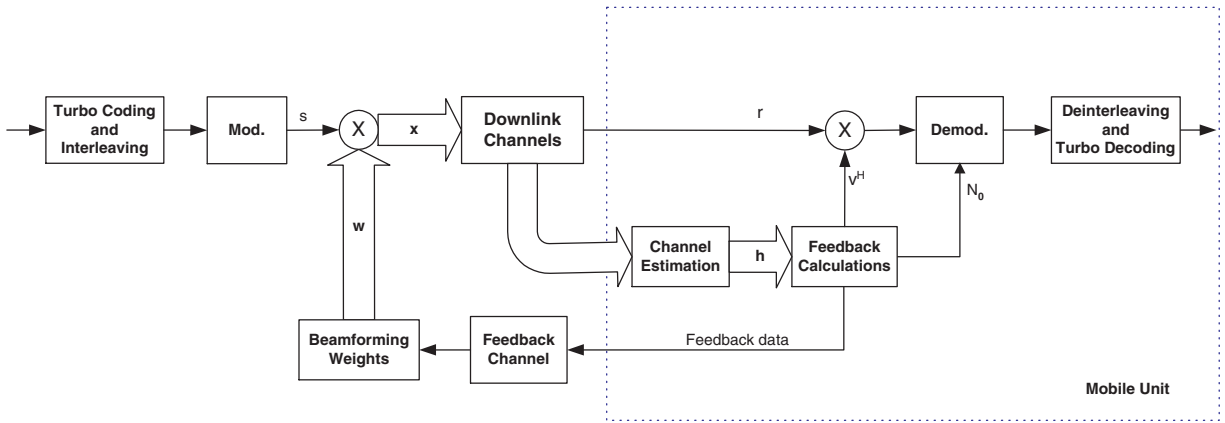 Turbo Coding
and
Interleaving
Mod.
s
X
x
Downlink
Channels
r
X
Demod.
Deinterleaving
and
Turbo Decoding
v^H
N_0
w
Channel
Estimation
h
Feedback
Calculations
Beamforming
Weights
Feedback
Channel
Feedback data
Mobile Unit